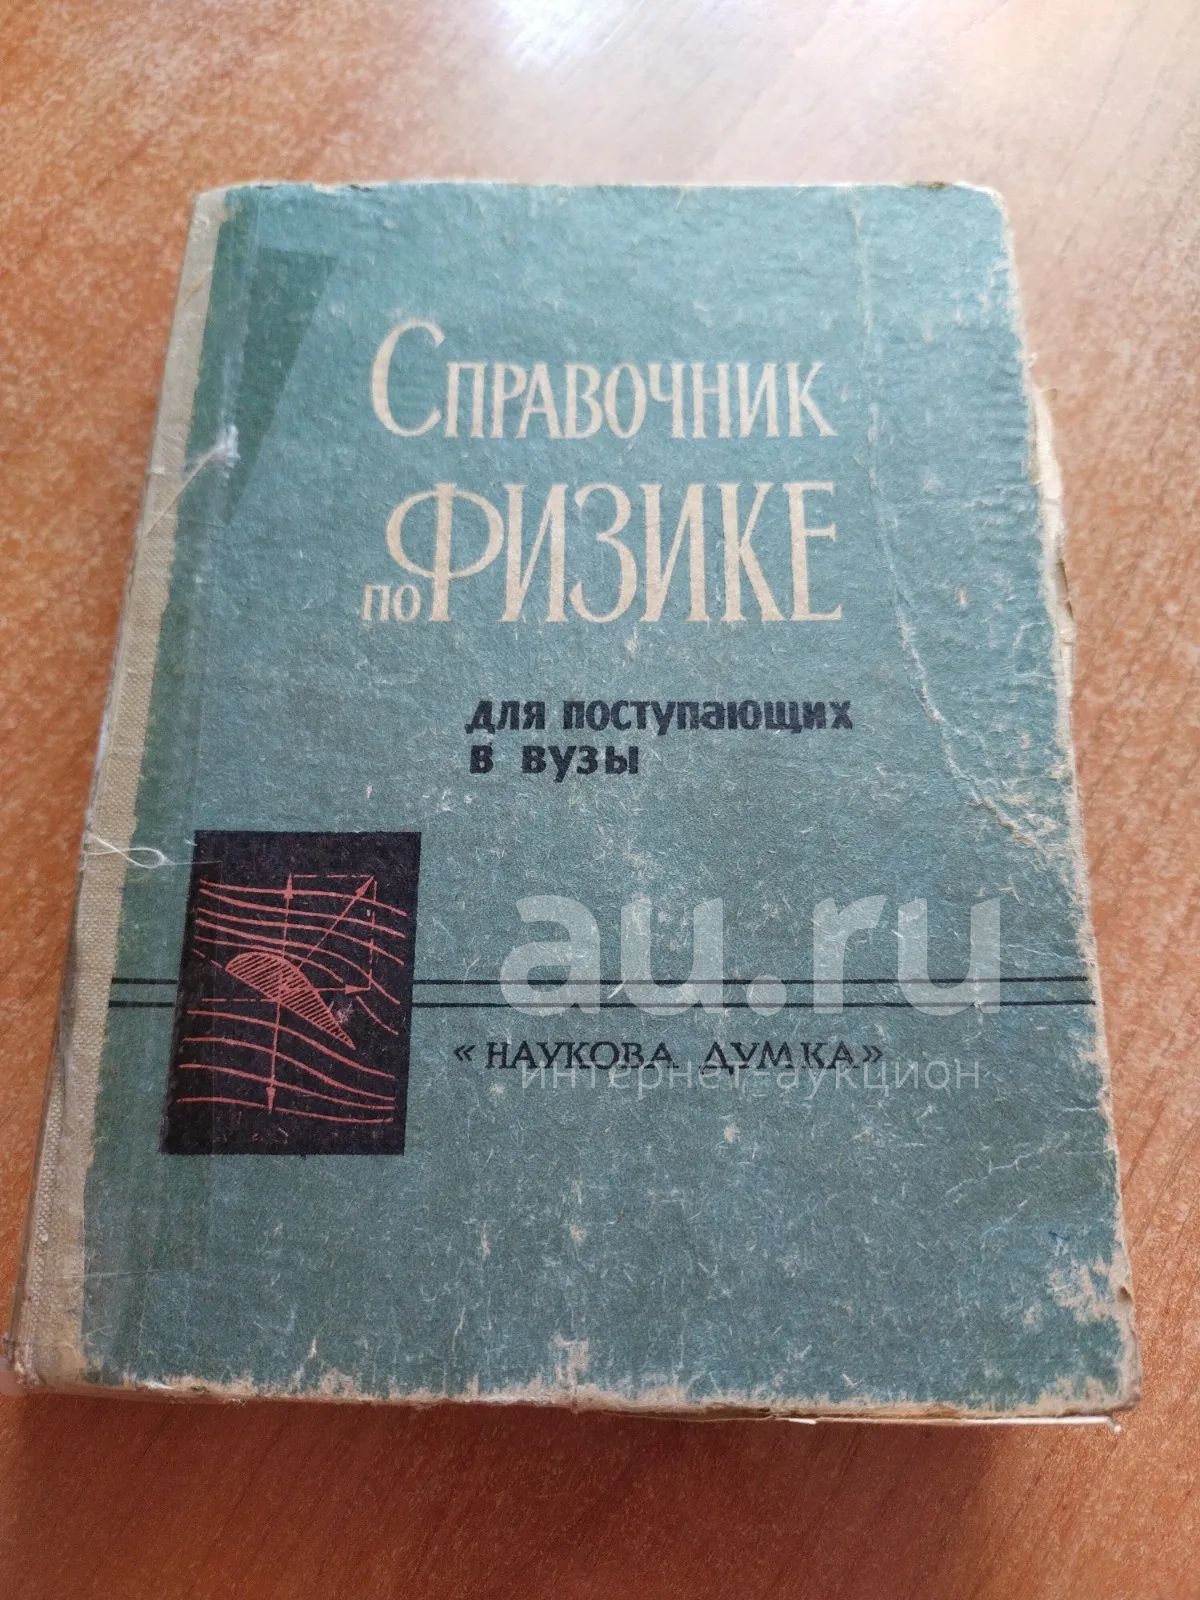 СПРАВОЧНИК
ПО ФИЗИКЕ
для поступающих
в вузы
au.ru
«НАУКОВА ДУМКА»
интернет-аукцион